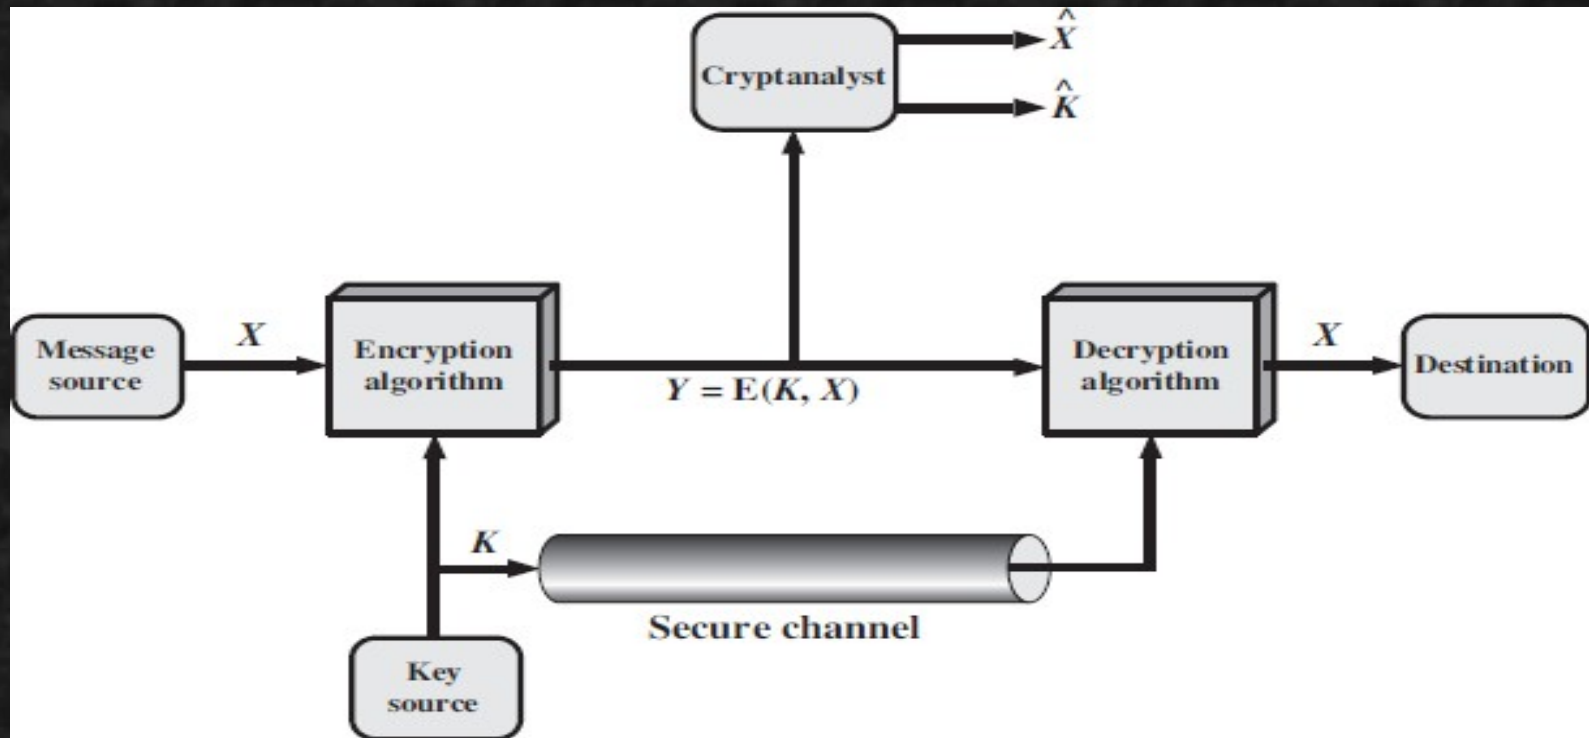 X̂
Cryptanalyst
K̂
Message
source
X
Encryption
algorithm
Y = E(K, X)
Decryption
algorithm
X
Destination
K
Secure channel
Key
source